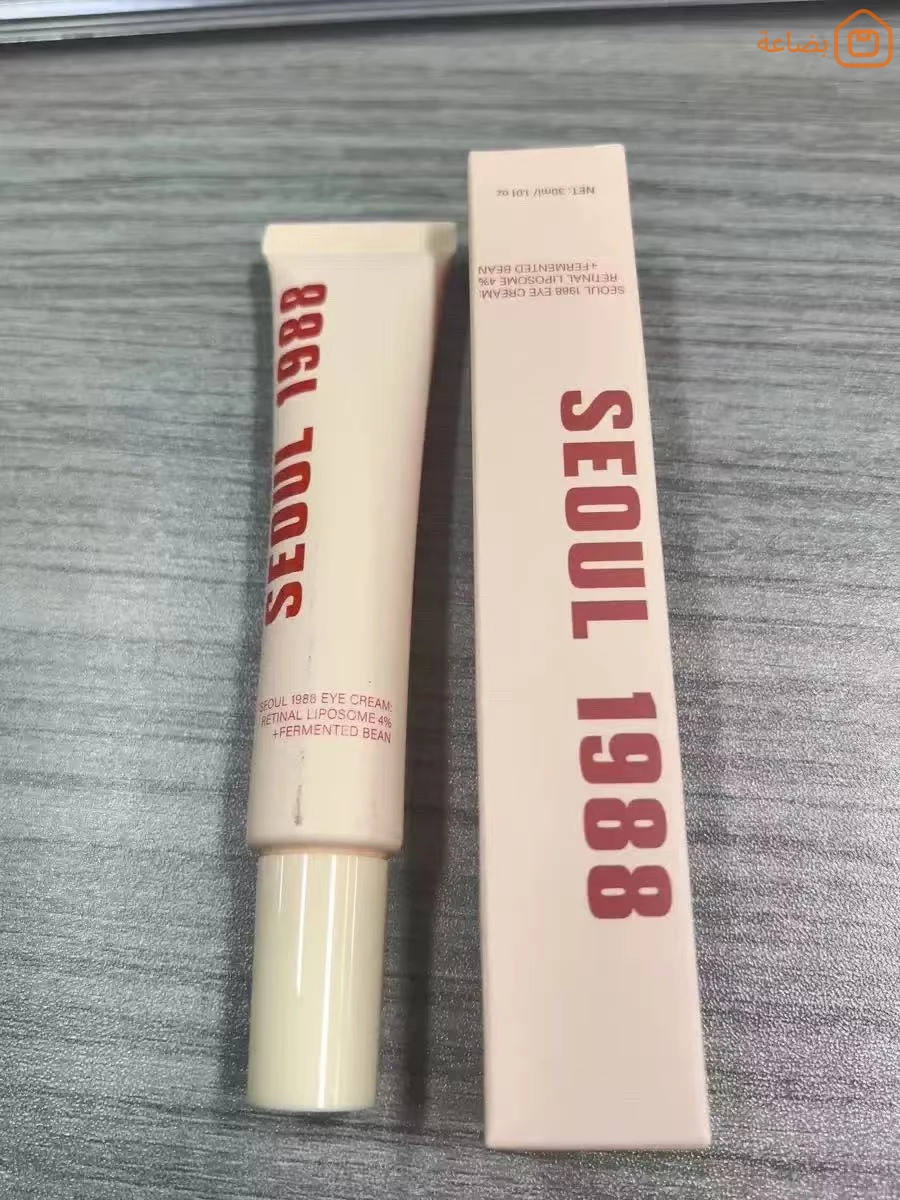 بضاعة
SEOUL 1988
SEOUL 1988 EYE CREAM:
RETINAL LIPOSOME 4%
+FERMENTED BEAN
SEOUL 1988
SEOUL 1988 EYE CREAM:
RETINAL LIPOSOME 4%
+FERMENTED BEAN
NET: 30ml/ 1.01 oz